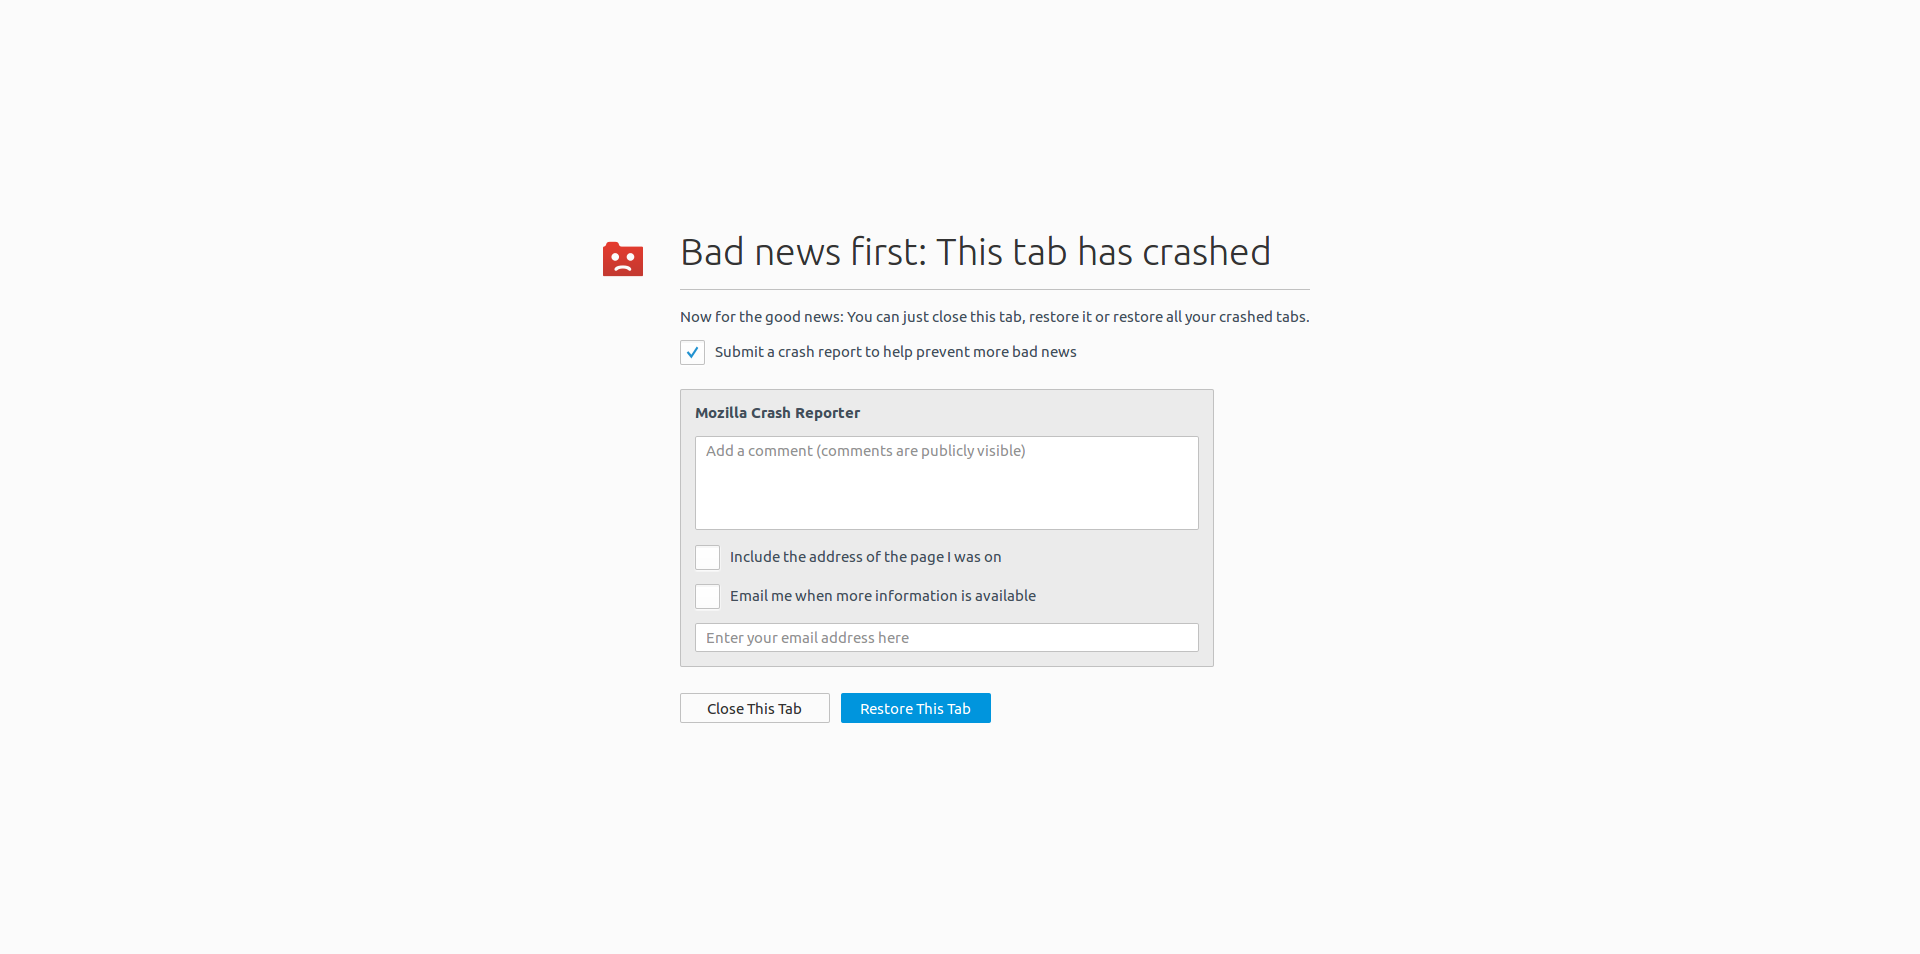 Bad news first: This tab has crashed
Now for the good news: You can just close this tab, restore it or restore all your crashed tabs.
Submit a crash report to help prevent more bad news
Mozilla Crash Reporter
Add a comment (comments are publicly visible)
Include the address of the page I was on
Email me when more information is available
Enter your email address here
Close This Tab
Restore This Tab